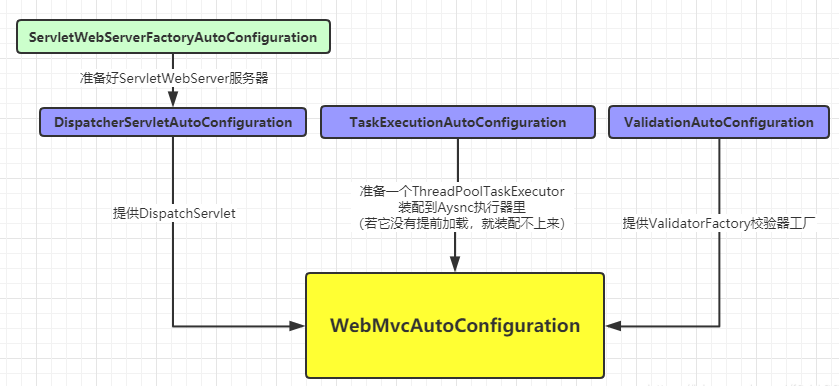 ServletWebServerFactoryAutoConfiguration
准备好ServletWebServer服务器
DispatcherServletAutoConfiguration
TaskExecutionAutoConfiguration
ValidationAutoConfiguration
提供DispatchServlet
准备一个ThreadPoolTaskExecutor
装配到Aysnc执行器里
（若它没有提前加载，就装配不上来）
提供ValidatorFactory校验器工厂
WebMvcAutoConfiguration